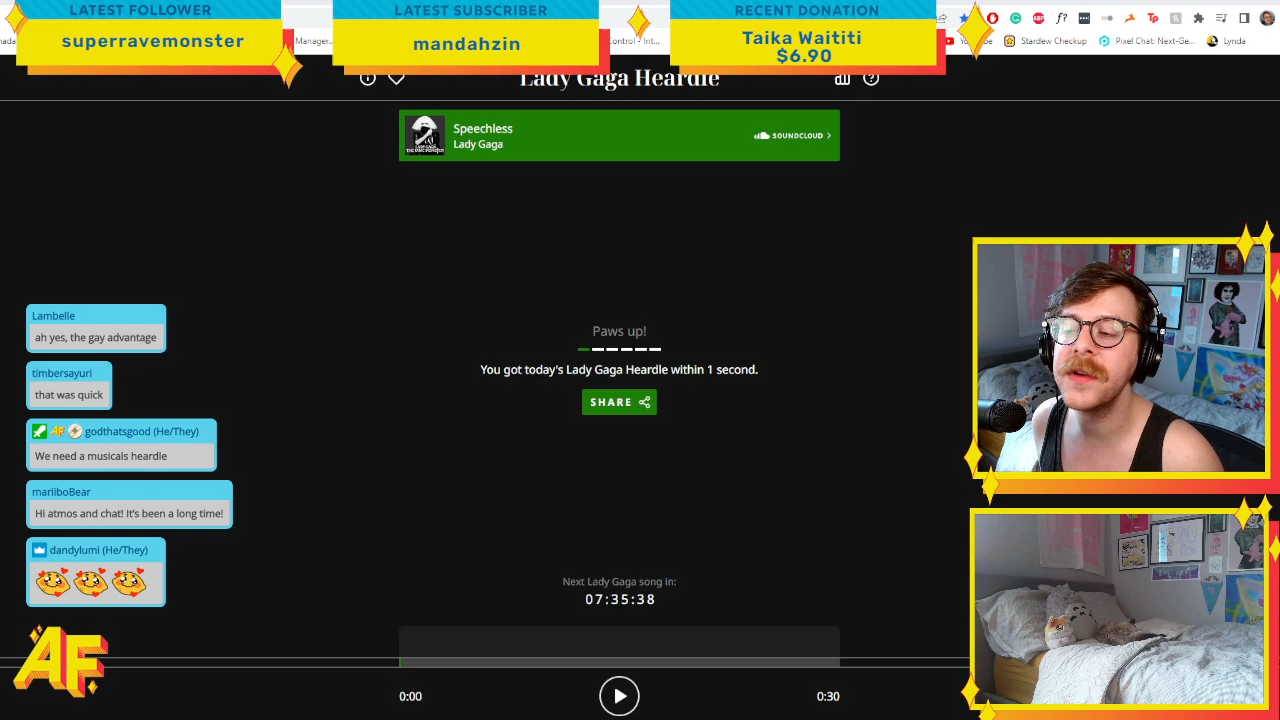 LATEST FOLLOWER
superravemonster
LATEST SUBSCRIBER
mandahzin
RECENT DONATION
Taika Waititi
$6.90
Manager...
ontrol - Int...
Stardew Checkup
Pixel Chat: Next-Ge...
Lynda
Lady Gaga Heardle
Speechless
Lady Gaga
SOUNDCLOUD
Lambelle
ah yes, the gay advantage
timbersayuri
that was quick
AF godthatsgood (He/They)
We need a musicals heardle
mariiboBear
Hi atmos and chat! It's been a long time!
dandylumi (He/They)
Paws up!
You got today's Lady Gaga Heardle within 1 second.
SHARE
Next Lady Gaga song in:
07:35:38
AF
0:00
0:30